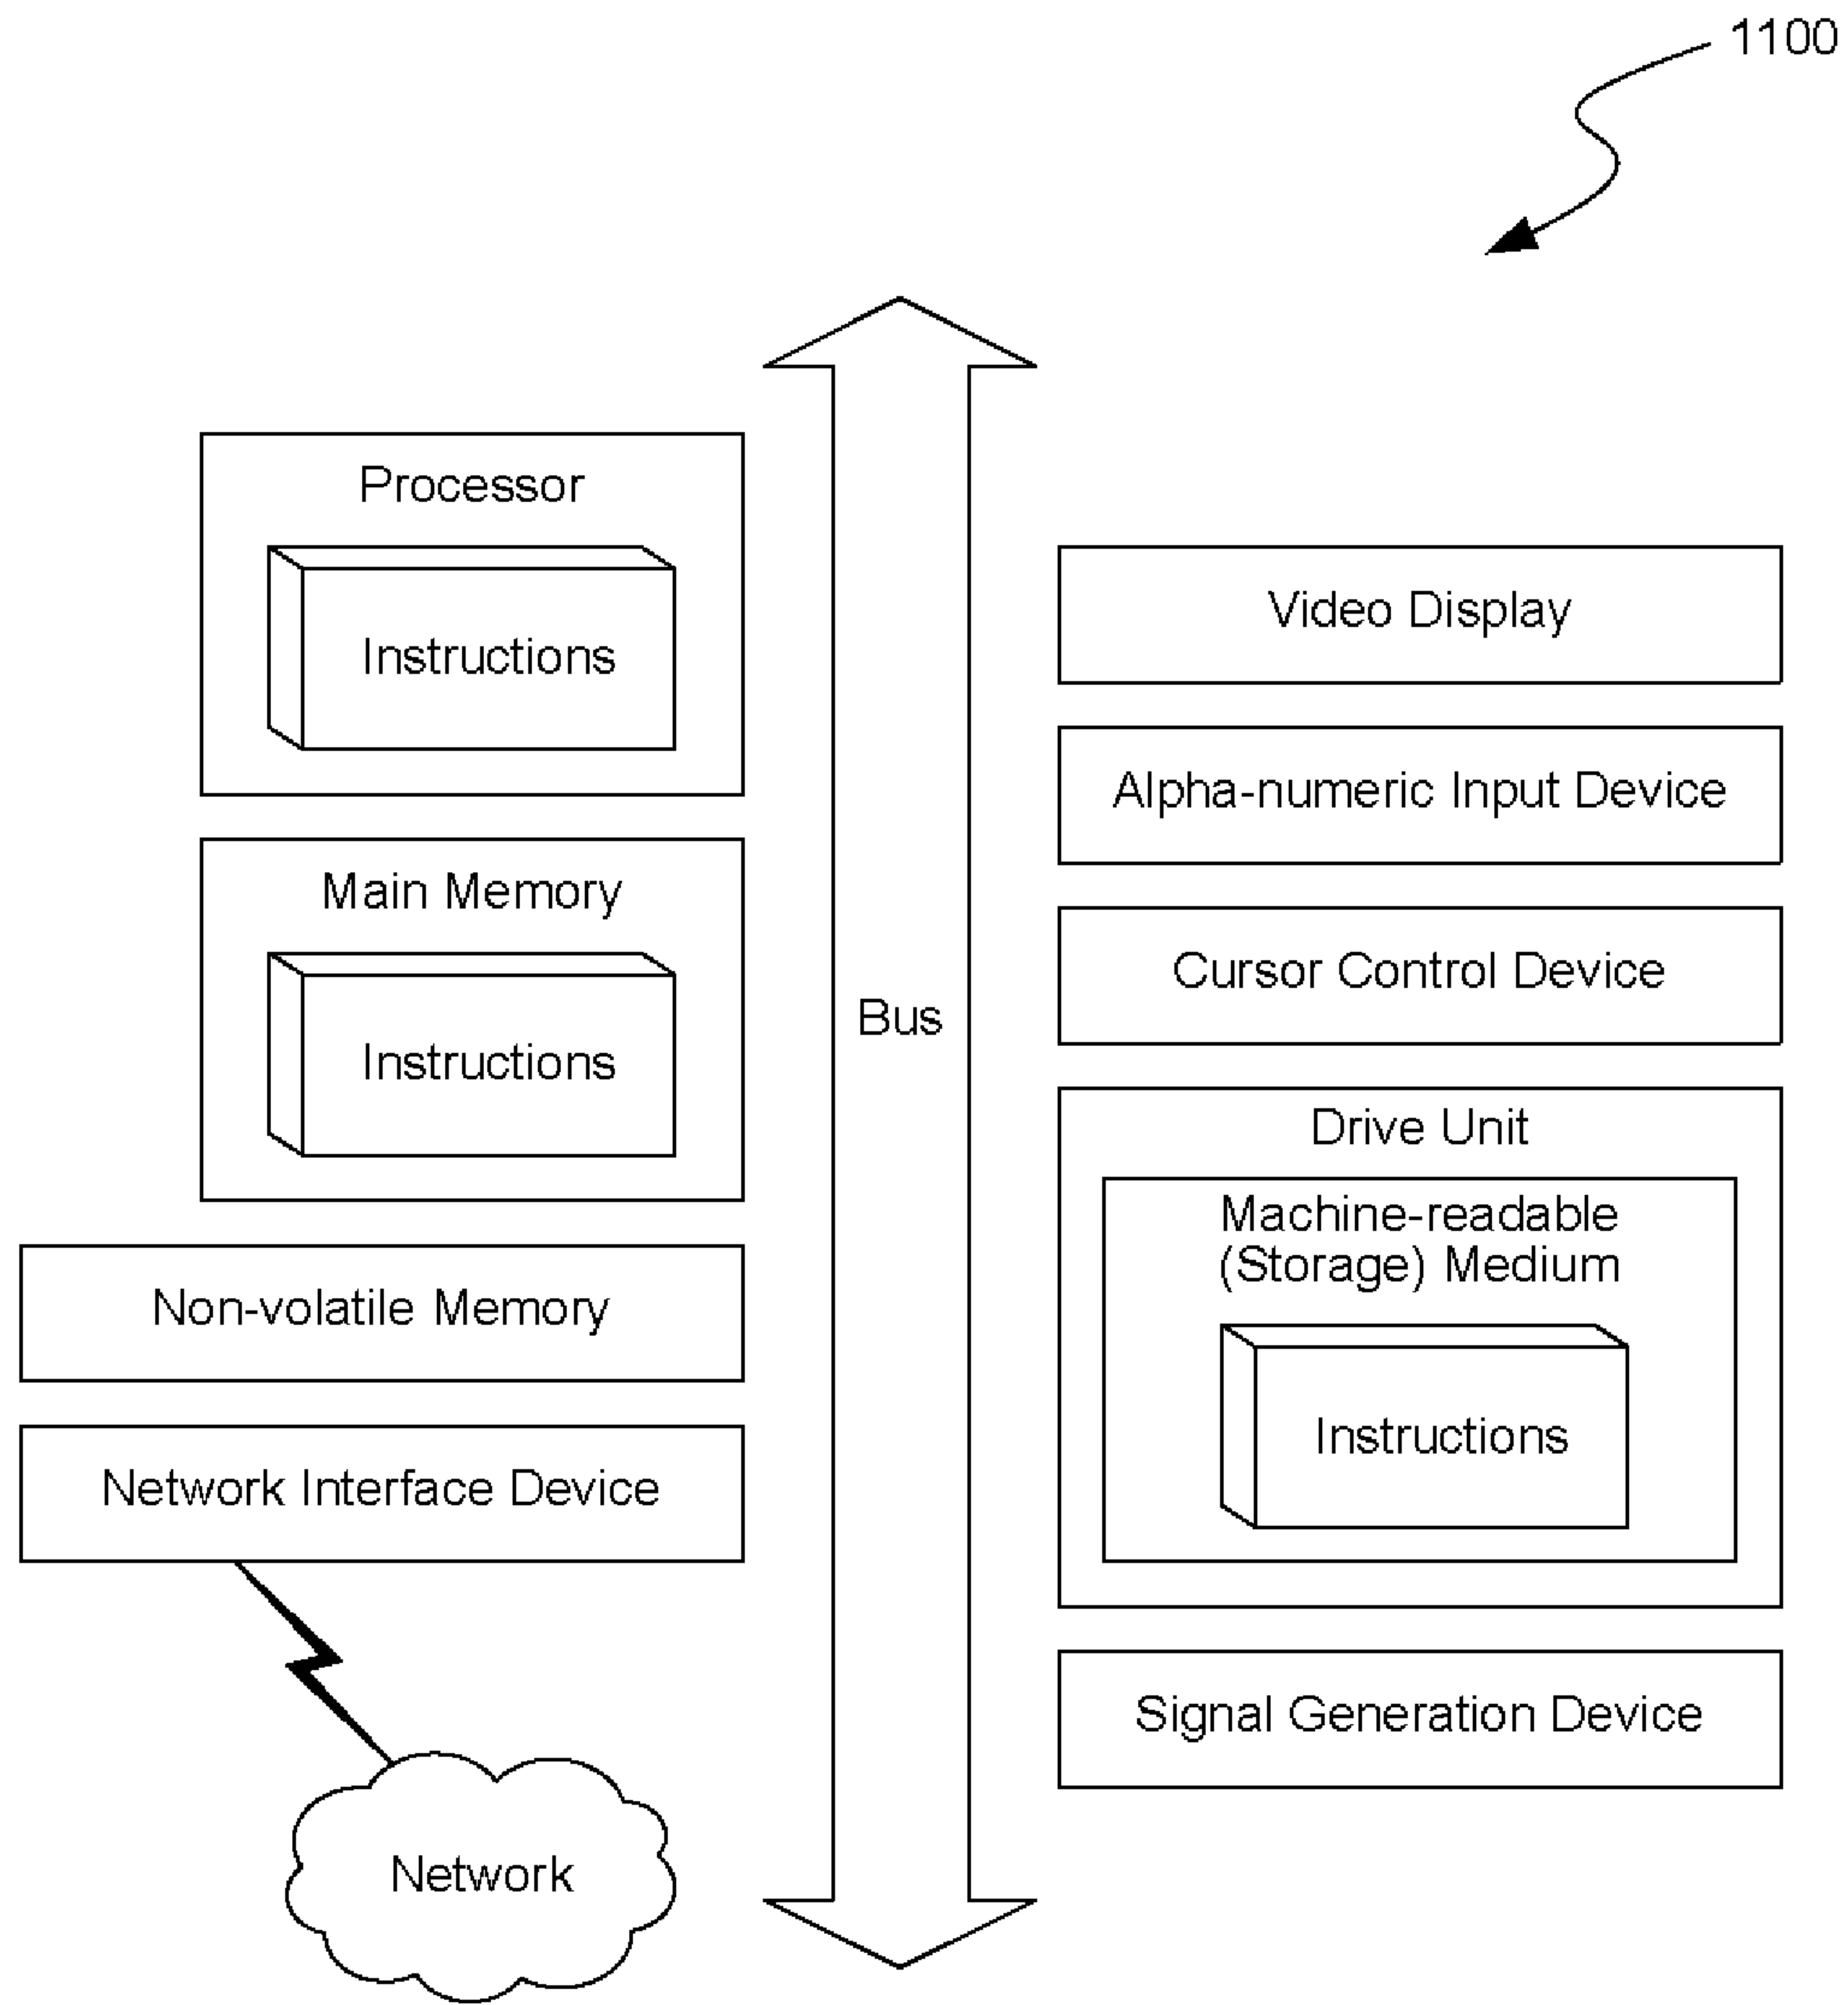 1100
Processor
Instructions
Main Memory
Instructions
Non-volatile Memory
Network Interface Device
Network
Bus
Video Display
Alpha-numeric Input Device
Cursor Control Device
Drive Unit
Machine-readable
(Storage) Medium
Instructions
Signal Generation Device